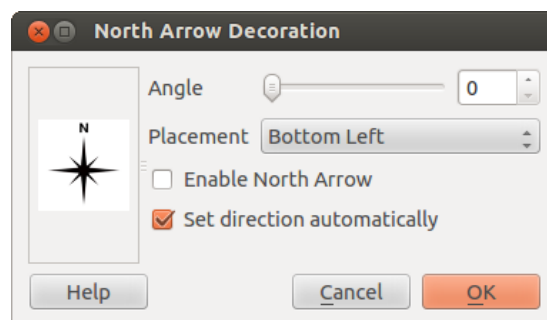 North Arrow Decoration
Angle 0
N
Placement Bottom Left
Enable North Arrow
Set direction automatically
Help Cancel OK